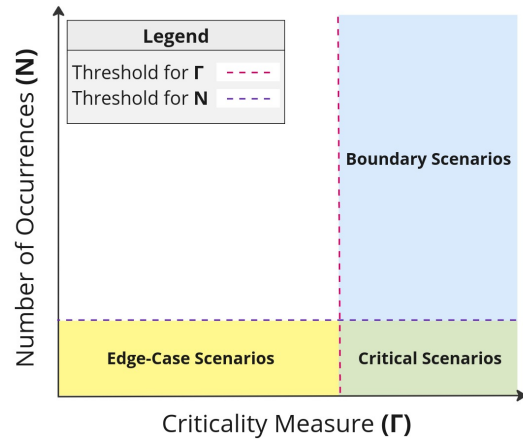 Legend
Threshold for Γ
Threshold for N
Number of Occurrences (N)
Boundary Scenarios
Edge-Case Scenarios
Critical Scenarios
Criticality Measure (Γ)